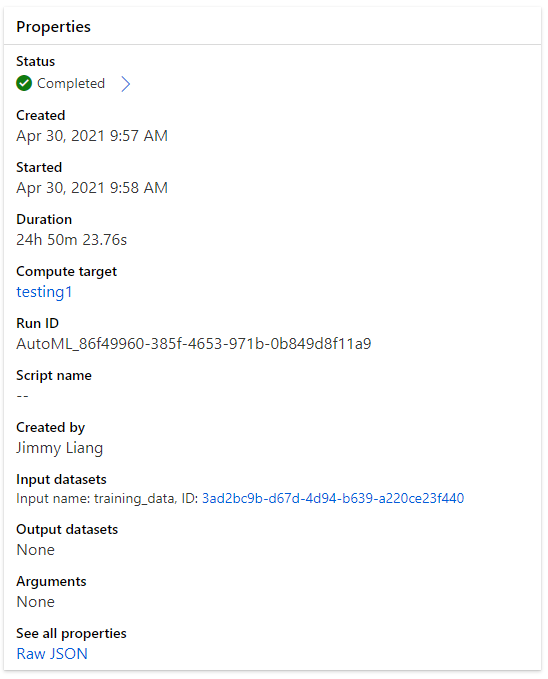 Properties
Status
Completed
Created
Apr 30, 2021 9:57 AM
Started
Apr 30, 2021 9:58 AM
Duration
24h 50m 23.76s
Compute target
testing1
Run ID
AutoML_86f49960-385f-4653-971b-0b849d8f11a9
Script name
--
Created by
Jimmy Liang
Input datasets
Input name: training_data, ID: 3ad2bc9b-d67d-4d94-b639-a220ce23f440
Output datasets
None
Arguments
None
See all properties
Raw JSON